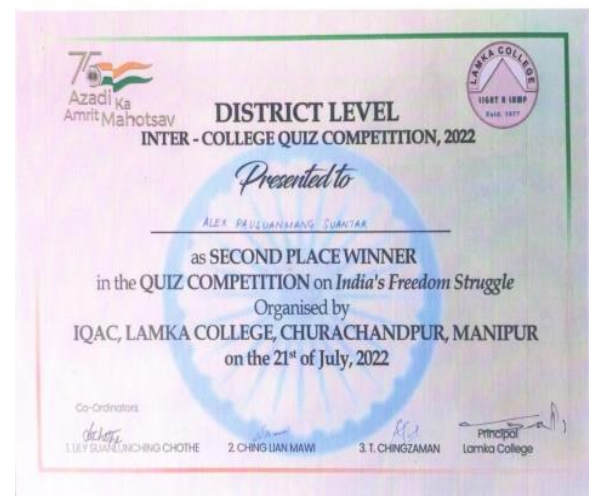 75
Azadi Ka
Amrit Mahotsav
LAMKA COLLEGE
LIGHT A LAMP
Estd. 1977
DISTRICT LEVEL
INTER - COLLEGE QUIZ COMPETITION, 2022
Presented to
ALEX PAULUANMANG SUANTAK
as SECOND PLACE WINNER
in the QUIZ COMPETITION on India's Freedom Struggle
Organised by
IQAC, LAMKA COLLEGE, CHURACHANDPUR, MANIPUR
on the 21st of July, 2022
Co-Ordinators
1. LILY SUANLUNCHING CHOTHE
2. CHING LIAN MAWI
3. T. CHINGZAMAN
Principal
Lamka College